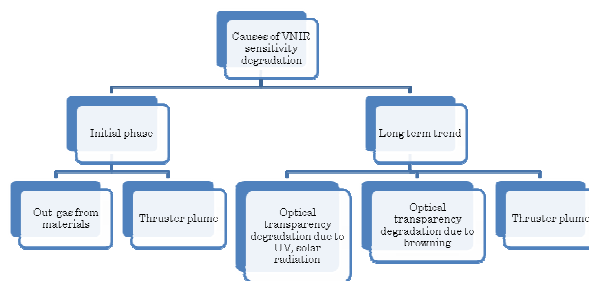 Causes of VNIR
sensitivity
degradation
Initial phase
Long term trend
Out-gas from
materials
Thruster plume
Optical
transparency
degradation due to
UV, solar
radiation
Optical
transparency
degradation due to
browning
Thruster plume